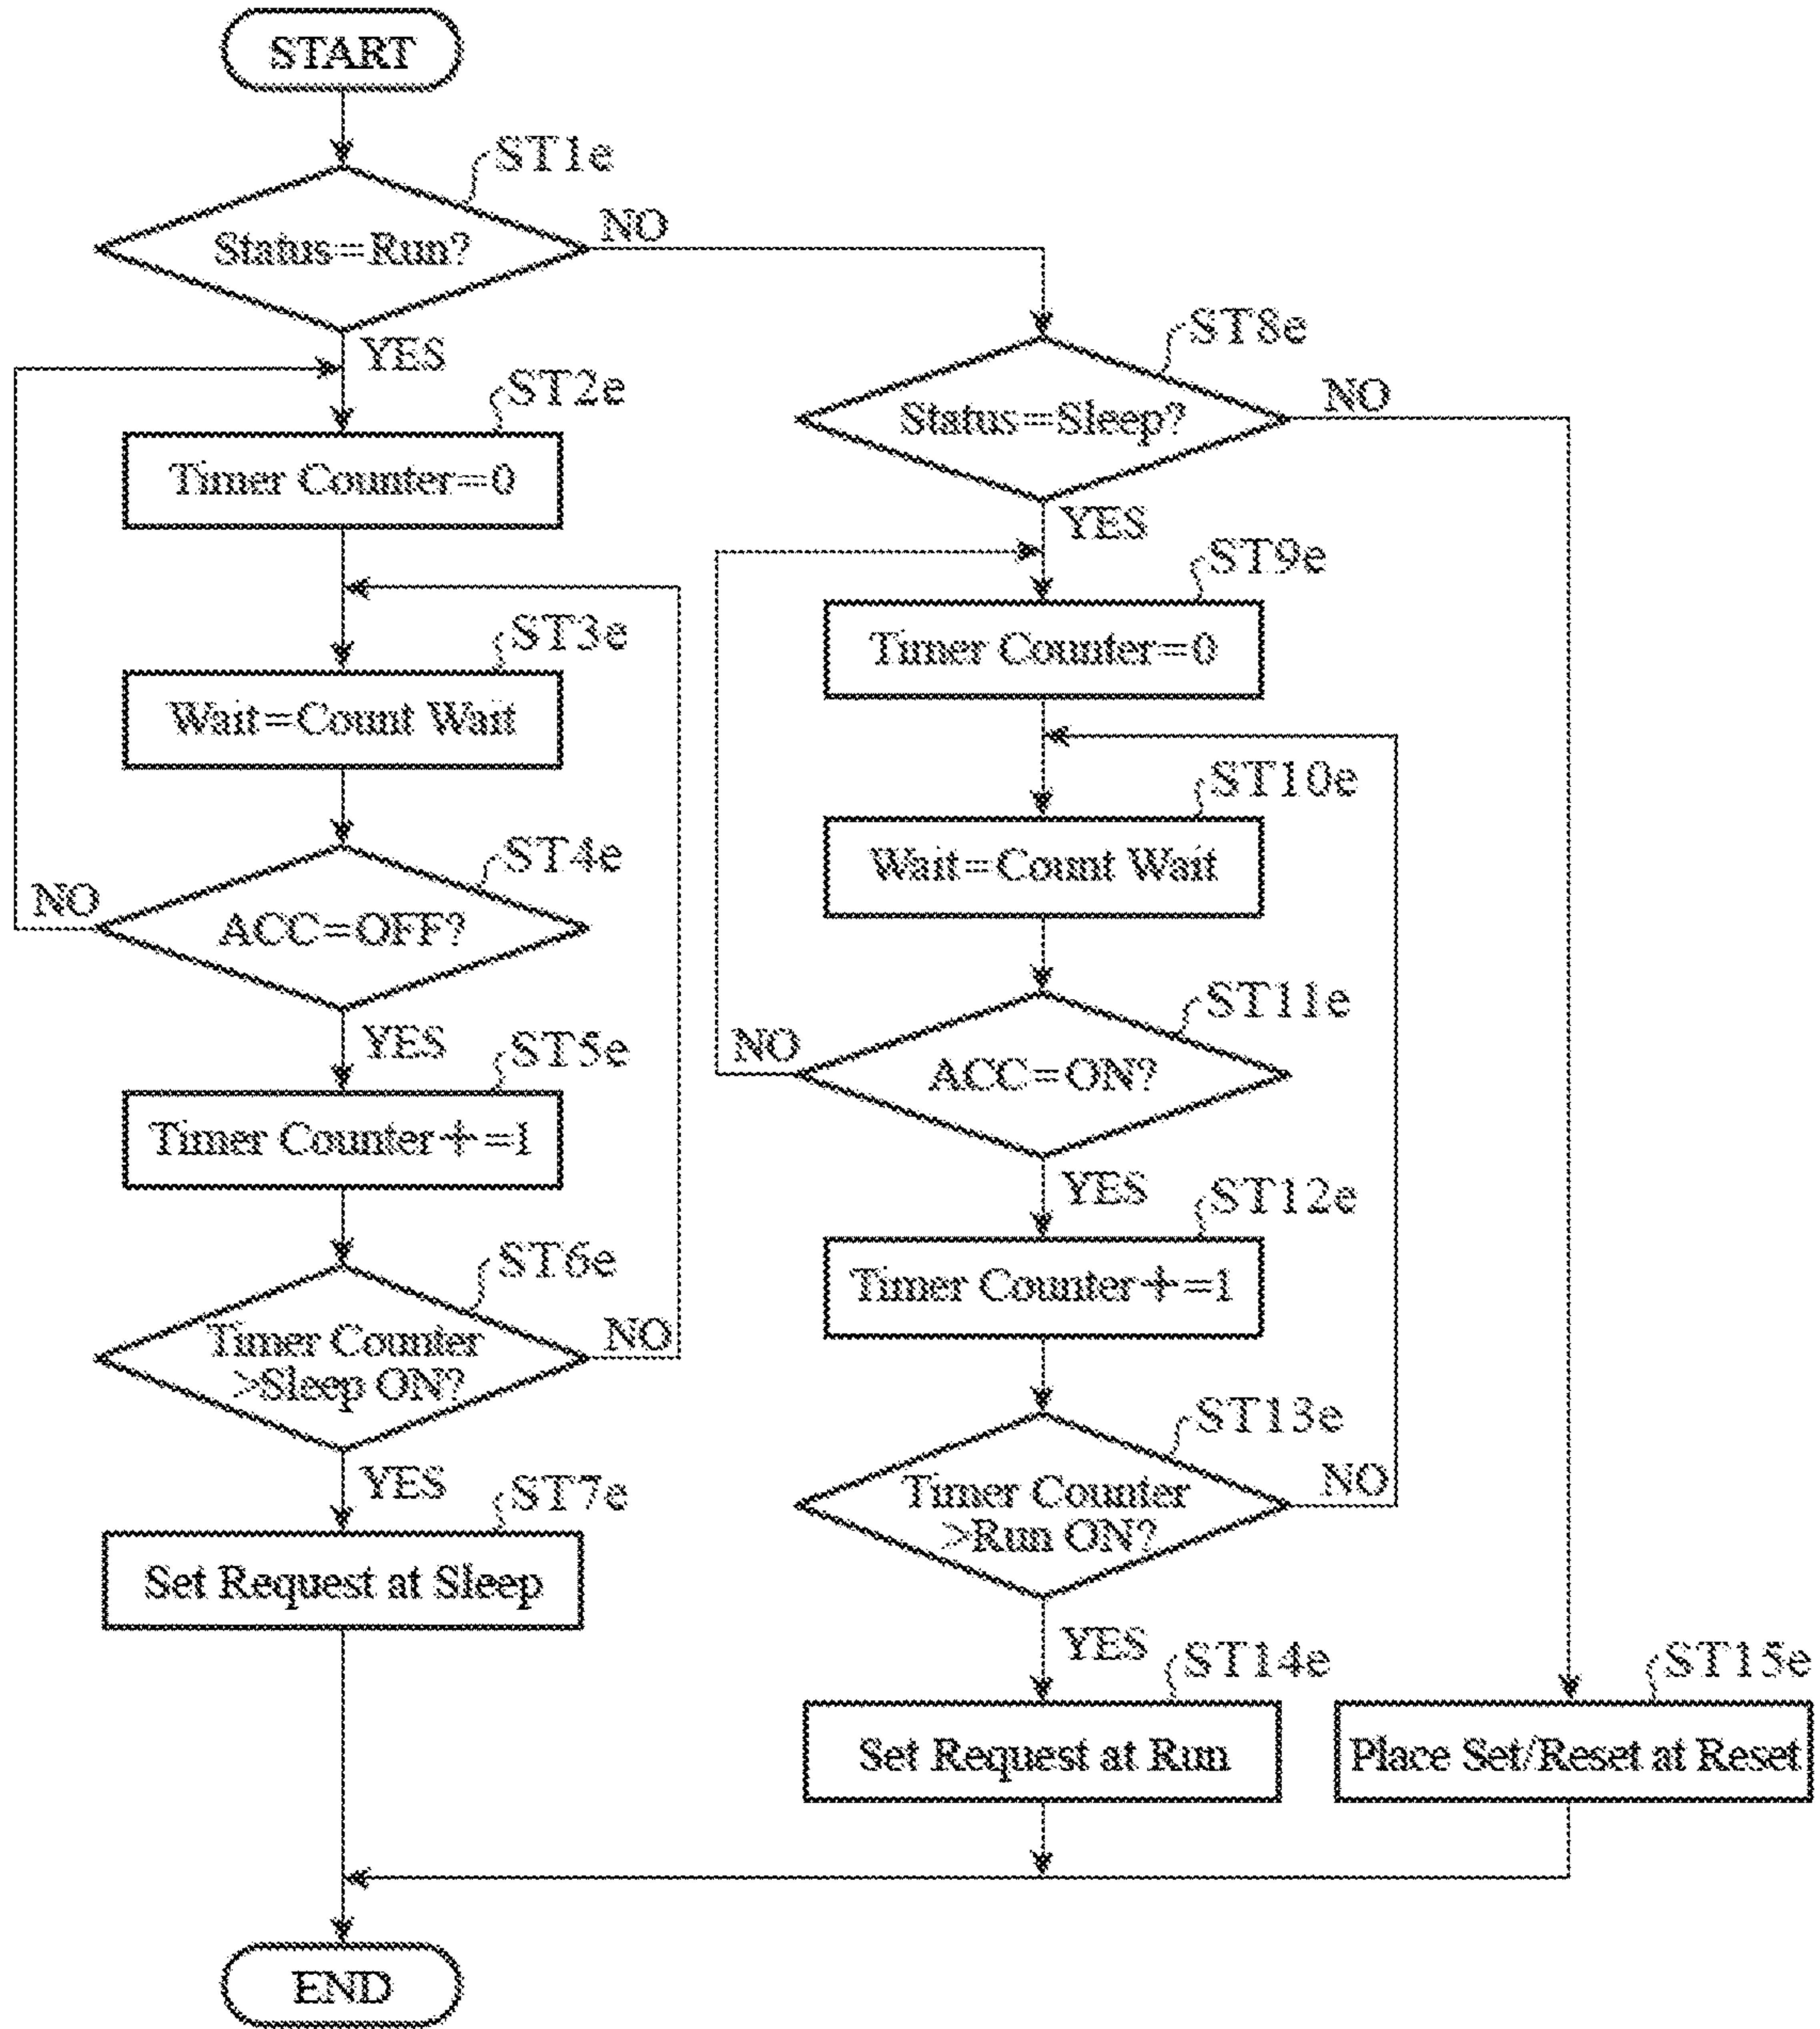 START
ST1e
Status=Run?
NO
YES
ST2e
Timer Counter=0
ST3e
Wait=Count Wait
ST4e
NO
ACC=OFF?
YES
ST5e
Timer Counter+=1
ST6e
Timer Counter
>Sleep ON?
NO
YES
ST7e
Set Request at Sleep
ST8e
Status=Sleep?
NO
YES
ST9e
Timer Counter=0
ST10e
Wait=Count Wait
ST11e
NO
ACC=ON?
YES
ST12e
Timer Counter+=1
ST13e
Timer Counter
>Run ON?
NO
YES
ST14e
Set Request at Run
ST15e
Place Set/Reset at Reset
END